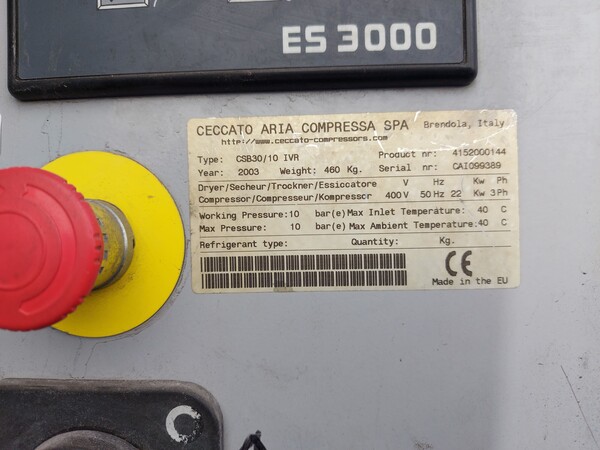 ES 3000
CECCATO ARIA COMPRESSA SPA Brendola, Italy
http://www.ceccato-compressors.com
Type: CSB30/10 IVR Product nr: 4152000144
Year: 2003 Weight: 460 Kg. Serial nr: CAI099389
Dryer/Secheur/Trockner/Essiccatore V Hz Kw Ph
Compressor/Compresseur/Kompressor 400 V 50 Hz 22 Kw 3 Ph
Working Pressure: 10 bar(e) Max Inlet Temperature: 40 C
Max Pressure: 10 bar(e) Max Ambient Temperature: 40 C
Refrigerant type: Quantity: Kg.
CE
Made in the EU